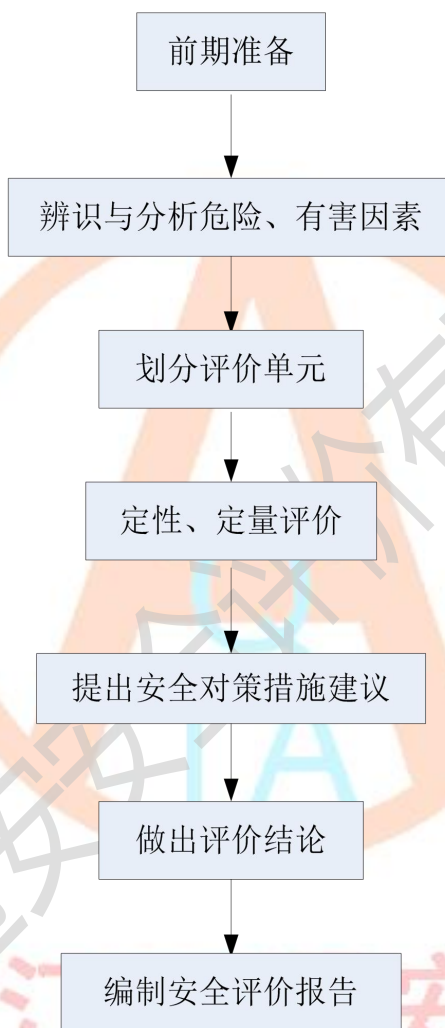 前期准备
辨识与分析危险、有害因素
划分评价单元
定性、定量评价
提出安全对策措施建议
做出评价结论
编制安全评价报告